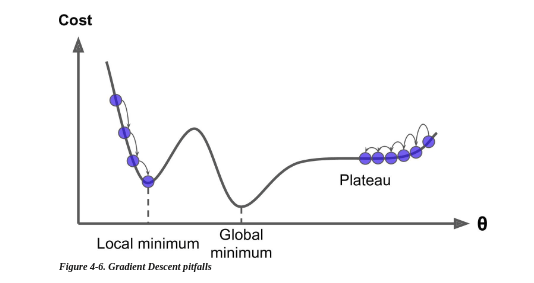 Cost
Plateau
θ
Local minimum
Global
minimum
Figure 4-6. Gradient Descent pitfalls